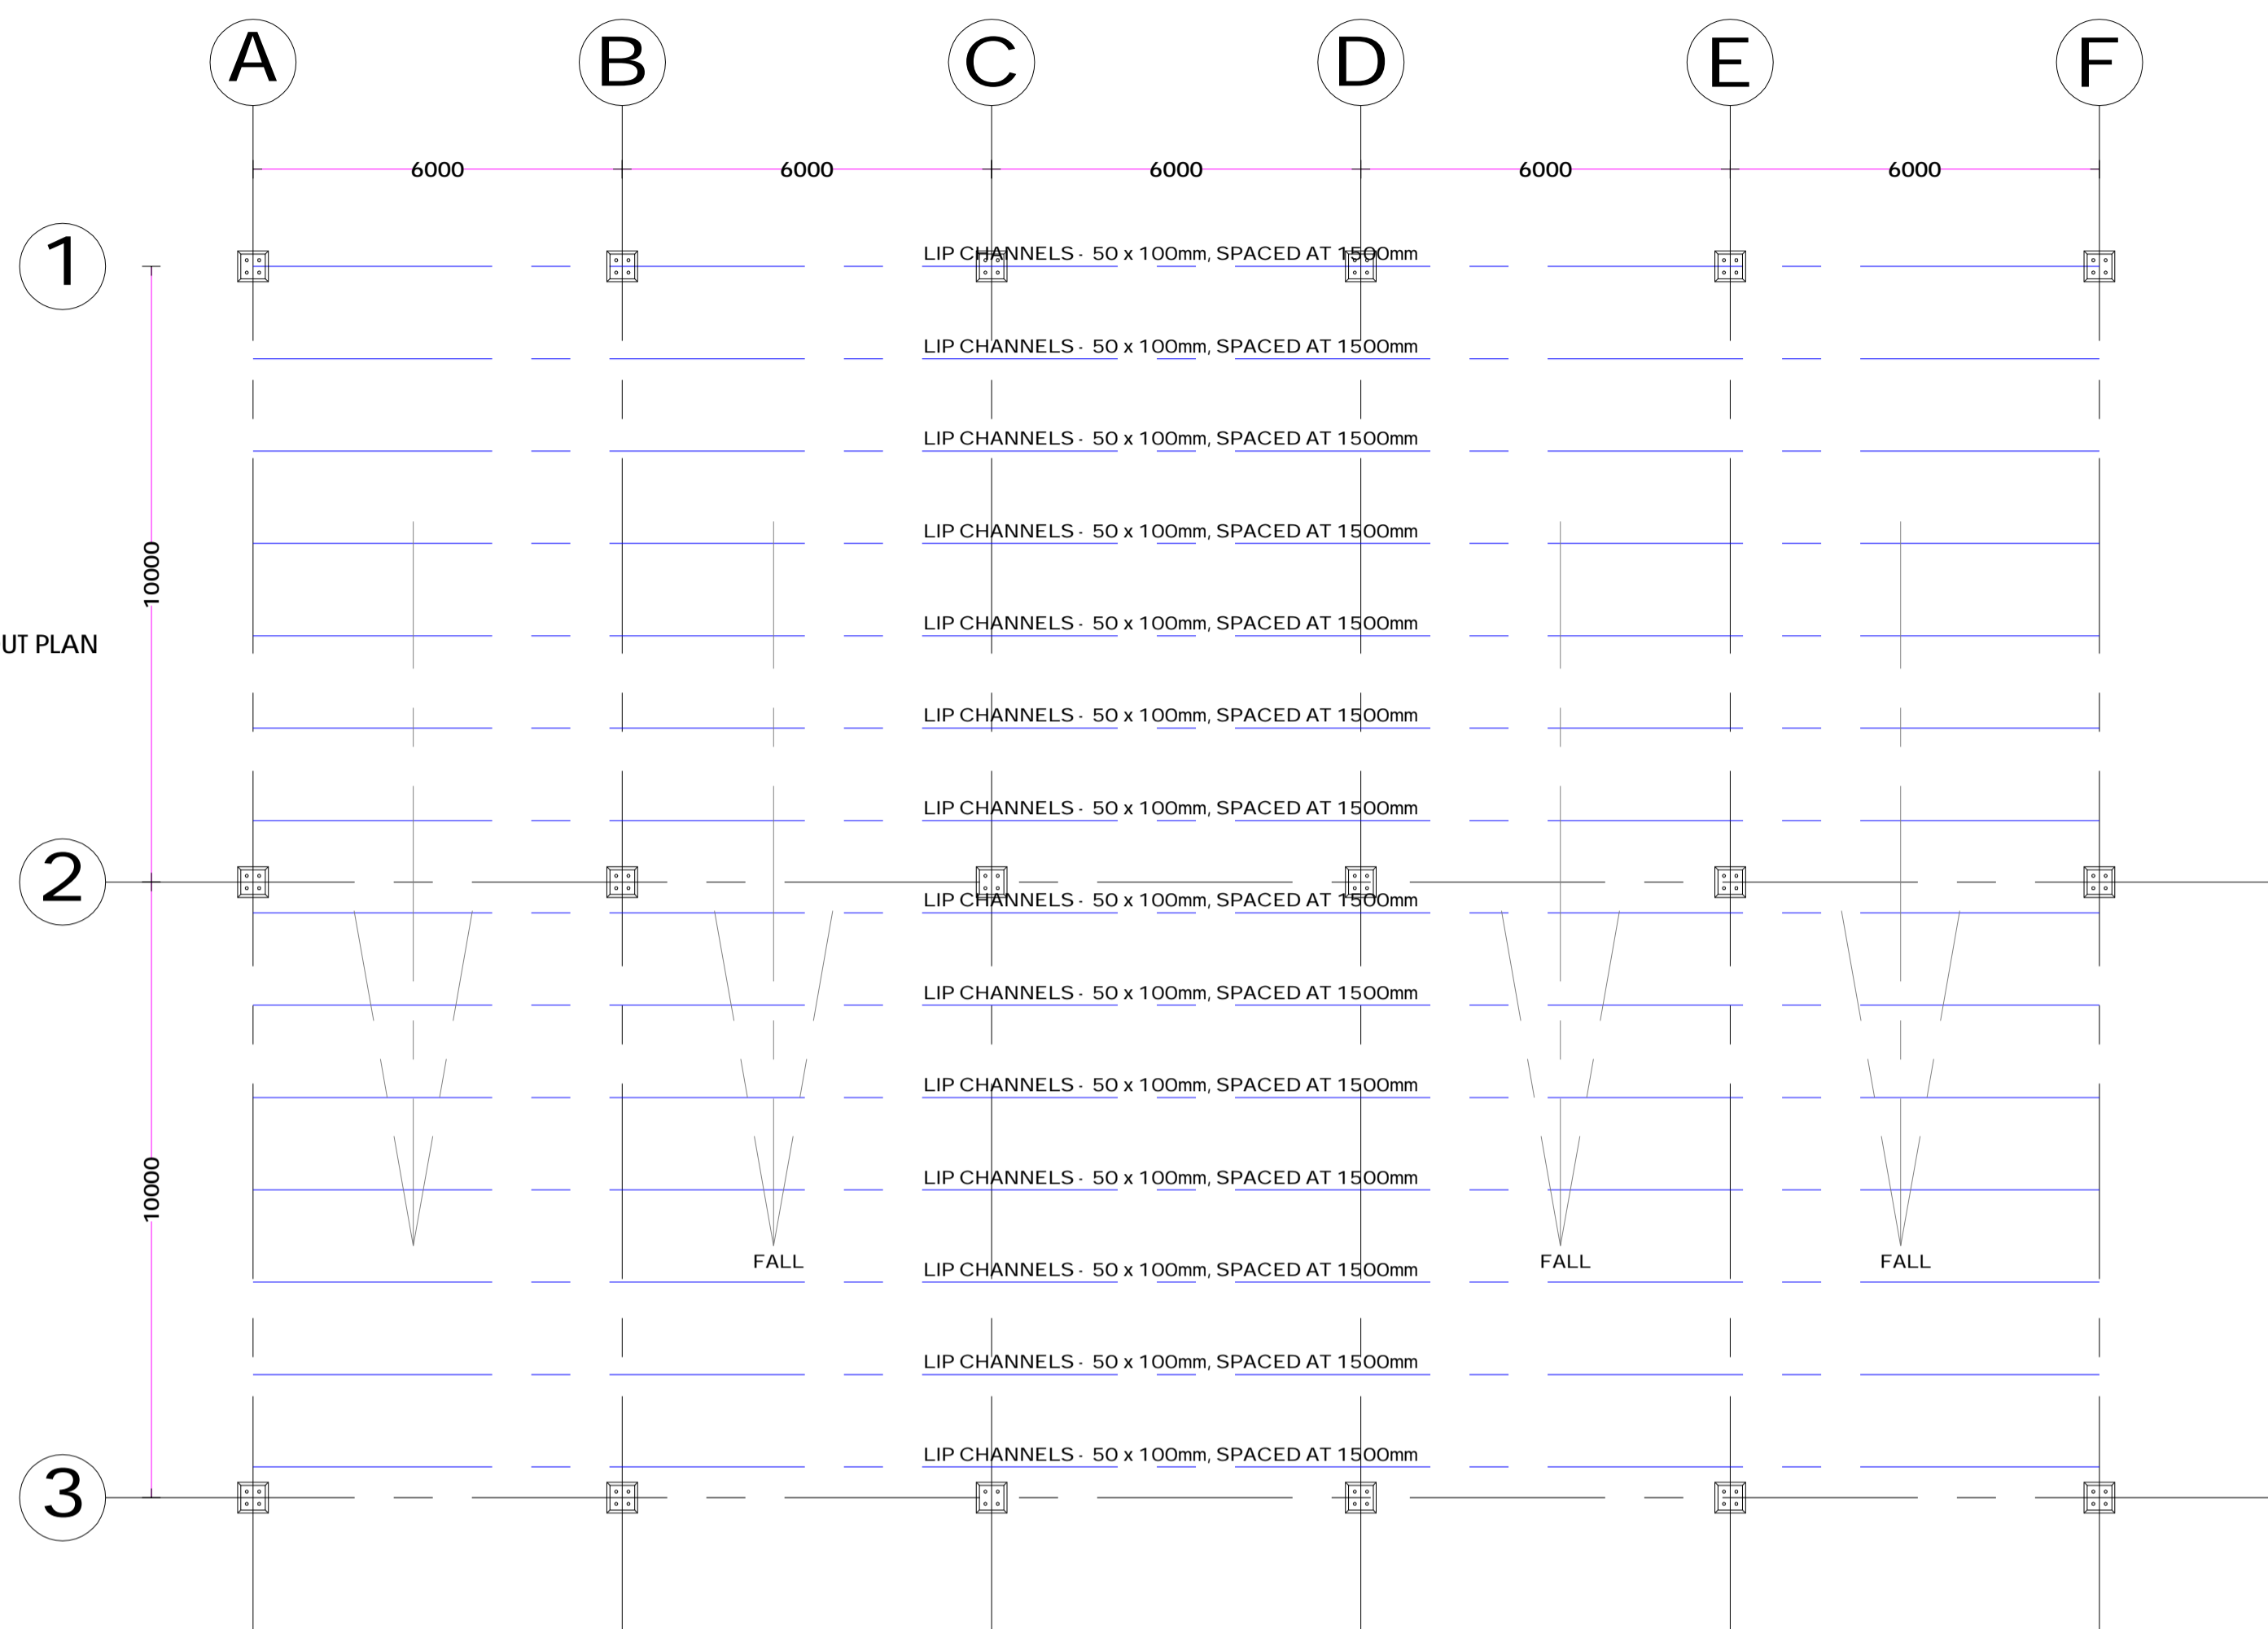 A B C D E F
6000 6000 6000 6000 6000
1
LIP CHANNELS - 50 x 100mm, SPACED AT 1500mm
LIP CHANNELS - 50 x 100mm, SPACED AT 1500mm
LIP CHANNELS - 50 x 100mm, SPACED AT 1500mm
LIP CHANNELS - 50 x 100mm, SPACED AT 1500mm
10000
LIP CHANNELS - 50 x 100mm, SPACED AT 1500mm
UT PLAN
LIP CHANNELS - 50 x 100mm, SPACED AT 1500mm
LIP CHANNELS - 50 x 100mm, SPACED AT 1500mm
2
LIP CHANNELS - 50 x 100mm, SPACED AT 1500mm
LIP CHANNELS - 50 x 100mm, SPACED AT 1500mm
LIP CHANNELS - 50 x 100mm, SPACED AT 1500mm
LIP CHANNELS - 50 x 100mm, SPACED AT 1500mm
10000
FALL FALL FALL
LIP CHANNELS - 50 x 100mm, SPACED AT 1500mm
LIP CHANNELS - 50 x 100mm, SPACED AT 1500mm
LIP CHANNELS - 50 x 100mm, SPACED AT 1500mm
3